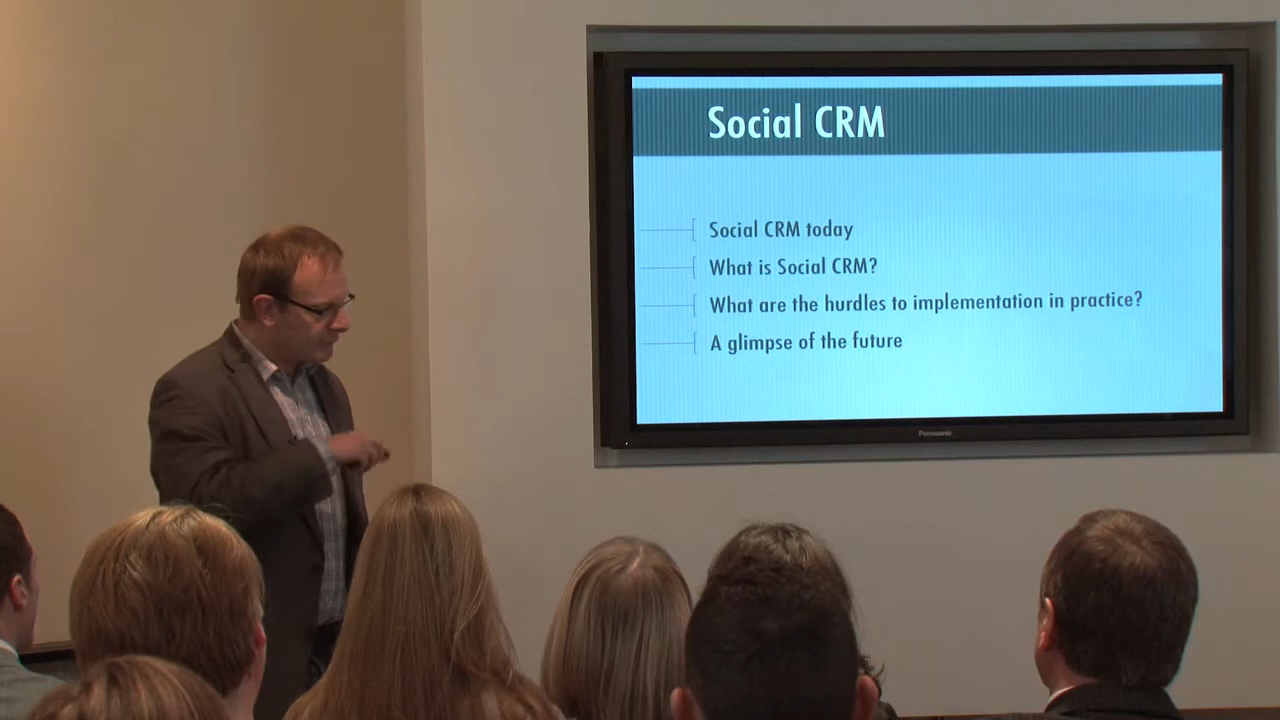 Social CRM
Social CRM today
What is Social CRM?
What are the hurdles to implementation in practice?
A glimpse of the future
Panasonic